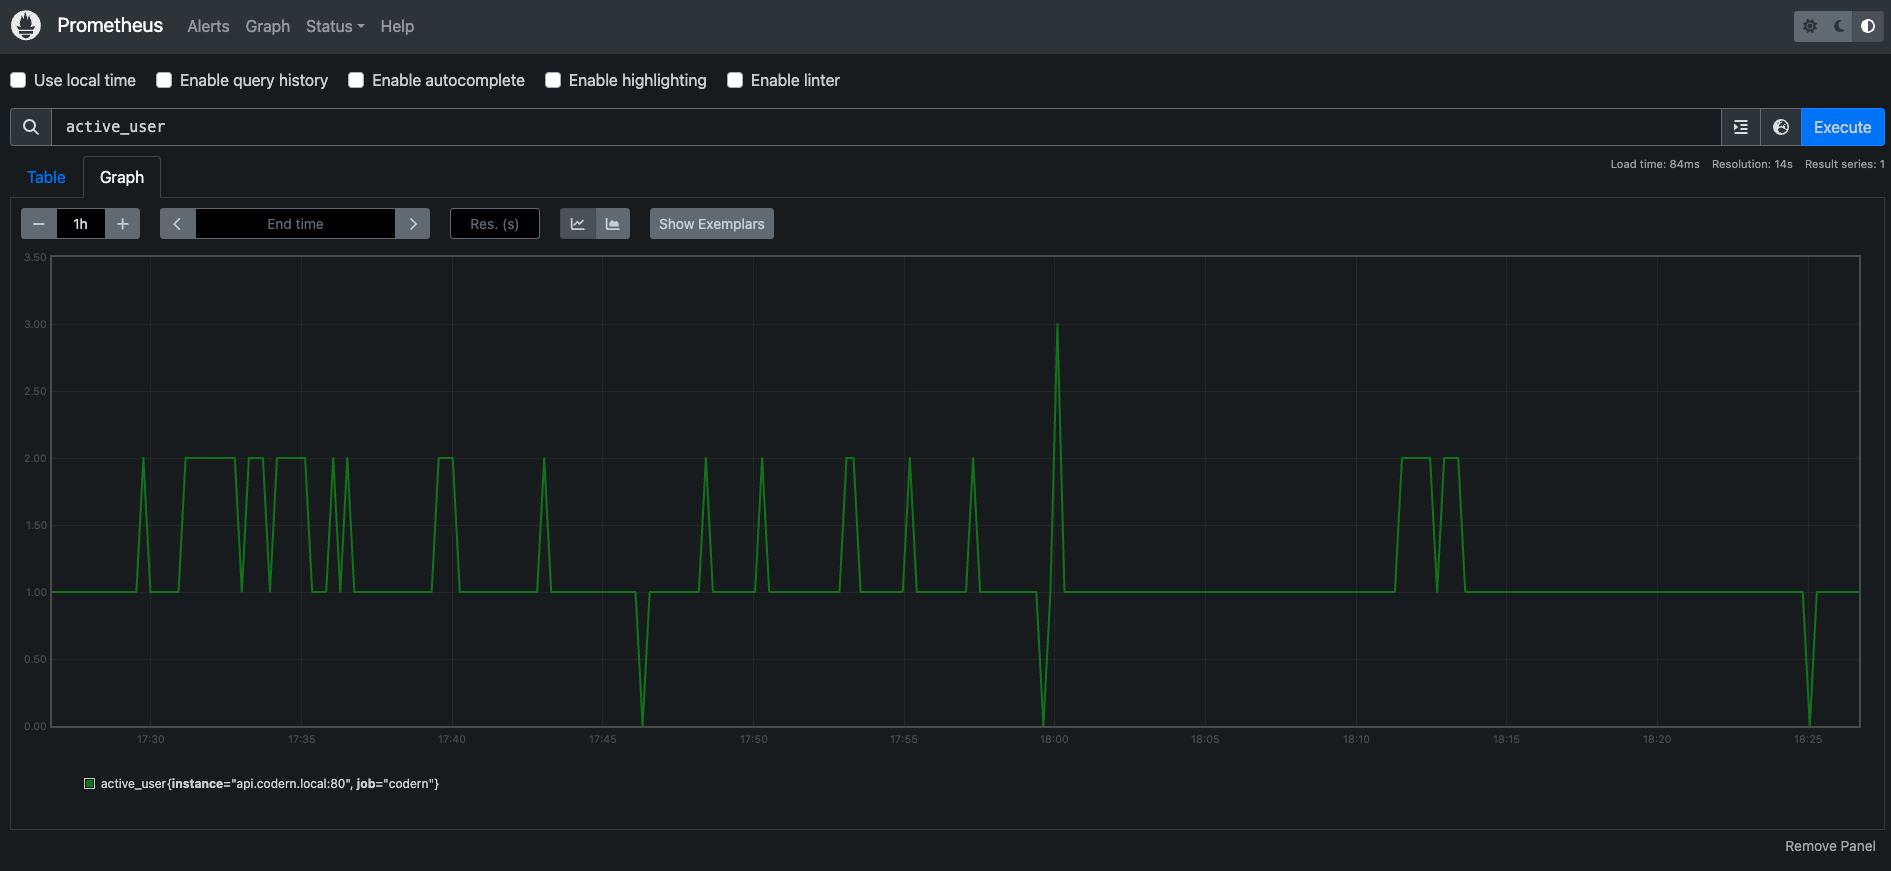 Prometheus Alerts Graph Status Help
Use local time Enable query history Enable autocomplete Enable highlighting Enable linter
active_user Execute
Load time: 84ms Resolution: 14s Result series: 1
Table Graph
1h End time Res. (s) Show Exemplars
3.50
3.00
2.50
2.00
1.50
1.00
0.50
0.00
17:30 17:35 17:40 17:45 17:50 17:55 18:00 18:05 18:10 18:15 18:20 18:25
active_user{instance="api.codern.local:80", job="codern"}
Remove Panel